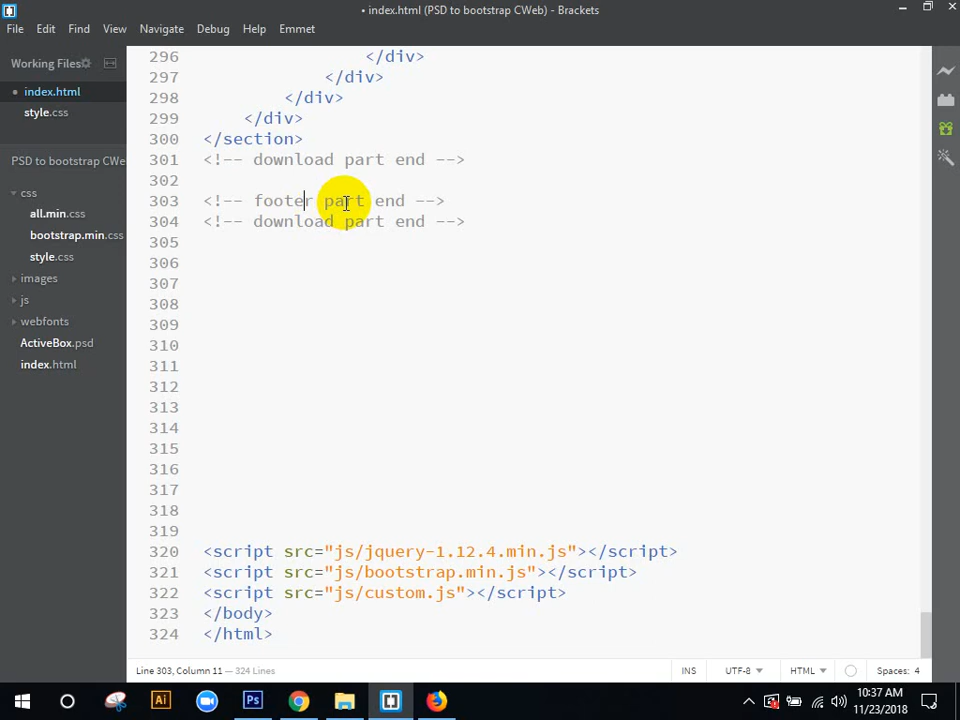 • index.html (PSD to bootstrap CWeb) - Brackets
File Edit Find View Navigate Debug Help Emmet
Working Files
index.html
style.css
PSD to bootstrap CWe
css
all.min.css
bootstrap.min.css
style.css
images
js
webfonts
ActiveBox.psd
index.html
296 </div>
297 </div>
298 </div>
299 </div>
300 </section>
301 <!-- download part end -->
302
303 <!-- footer part end -->
304 <!-- download part end -->
305
306
307
308
309
310
311
312
313
314
315
316
317
318
319
320 <script src="js/jquery-1.12.4.min.js"></script>
321 <script src="js/bootstrap.min.js"></script>
322 <script src="js/custom.js"></script>
323 </body>
324 </html>
Line 303, Column 11 — 324 Lines
INS UTF-8 HTML Spaces: 4
Ai Ps
10:37 AM
11/23/2018